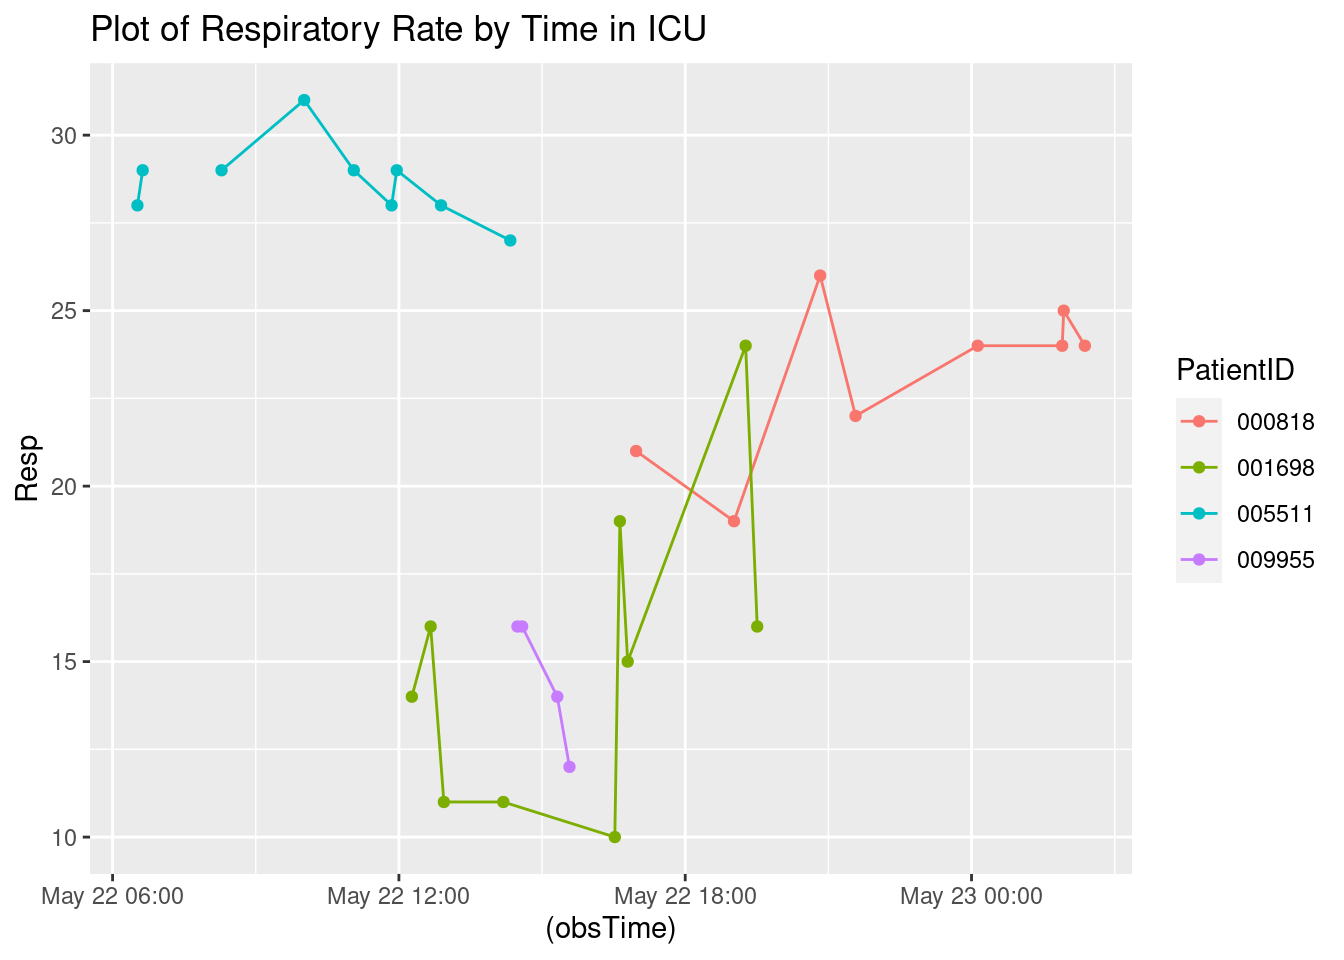 Plot of Respiratory Rate by Time in ICU
30
25
20
15
10
Resp
May 22 06:00
May 22 12:00
May 22 18:00
May 23 00:00
(obsTime)
PatientID
000818
001698
005511
009955